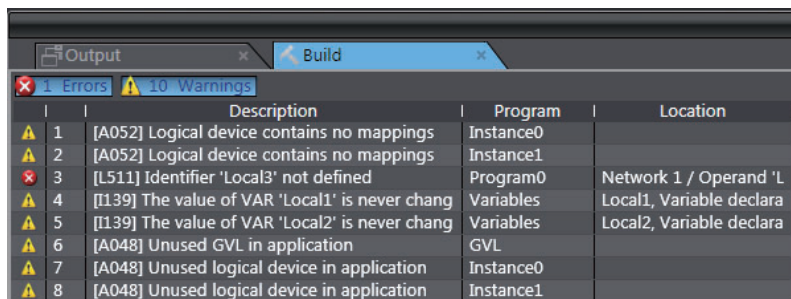 Output × Build ×
1 Errors 10 Warnings
Description Program Location
1 [A052] Logical device contains no mappings Instance0
2 [A052] Logical device contains no mappings Instance1
3 [L511] Identifier 'Local3' not defined Program0 Network 1 / Operand 'L
4 [I139] The value of VAR 'Local1' is never chang Variables Local1, Variable declara
5 [I139] The value of VAR 'Local2' is never chang Variables Local2, Variable declara
6 [A048] Unused GVL in application GVL
7 [A048] Unused logical device in application Instance0
8 [A048] Unused logical device in application Instance1